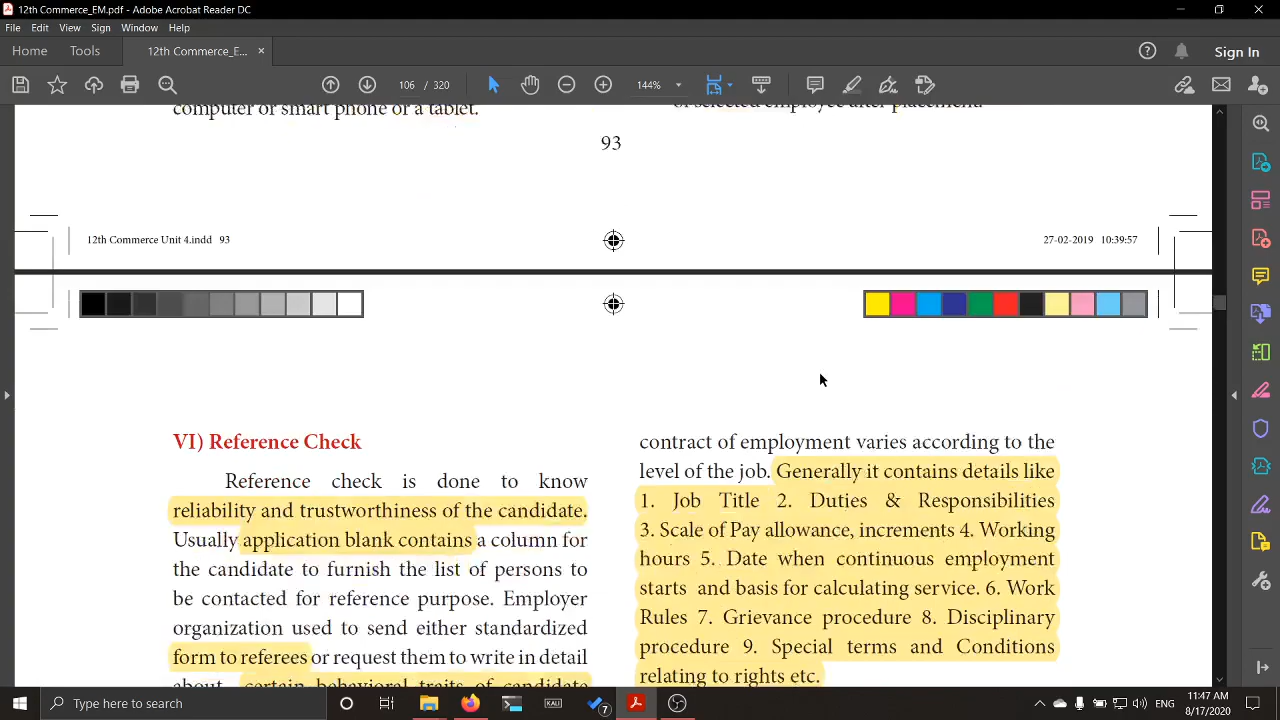 12th Commerce_EM.pdf - Adobe Acrobat Reader DC
File Edit View Sign Window Help
Home Tools 12th Commerce_E... × Sign In
106 / 320 144%
computer or smart phone or a tablet.
of selected employee after placement.
93
12th Commerce Unit 4.indd 93
27-02-2019 10:39:57
VI) Reference Check
Reference check is done to know
reliability and trustworthiness of the candidate.
Usually application blank contains a column for
the candidate to furnish the list of persons to
be contacted for reference purpose. Employer
organization used to send either standardized
form to referees or request them to write in detail
about certain behavioral traits of candidate
contract of employment varies according to the
level of the job. Generally it contains details like
1. Job Title 2. Duties & Responsibilities
3. Scale of Pay allowance, increments 4. Working
hours 5. Date when continuous employment
starts and basis for calculating service. 6. Work
Rules 7. Grievance procedure 8. Disciplinary
procedure 9. Special terms and Conditions
relating to rights etc.
Type here to search
KALI
7
11:47 AM
8/17/2020